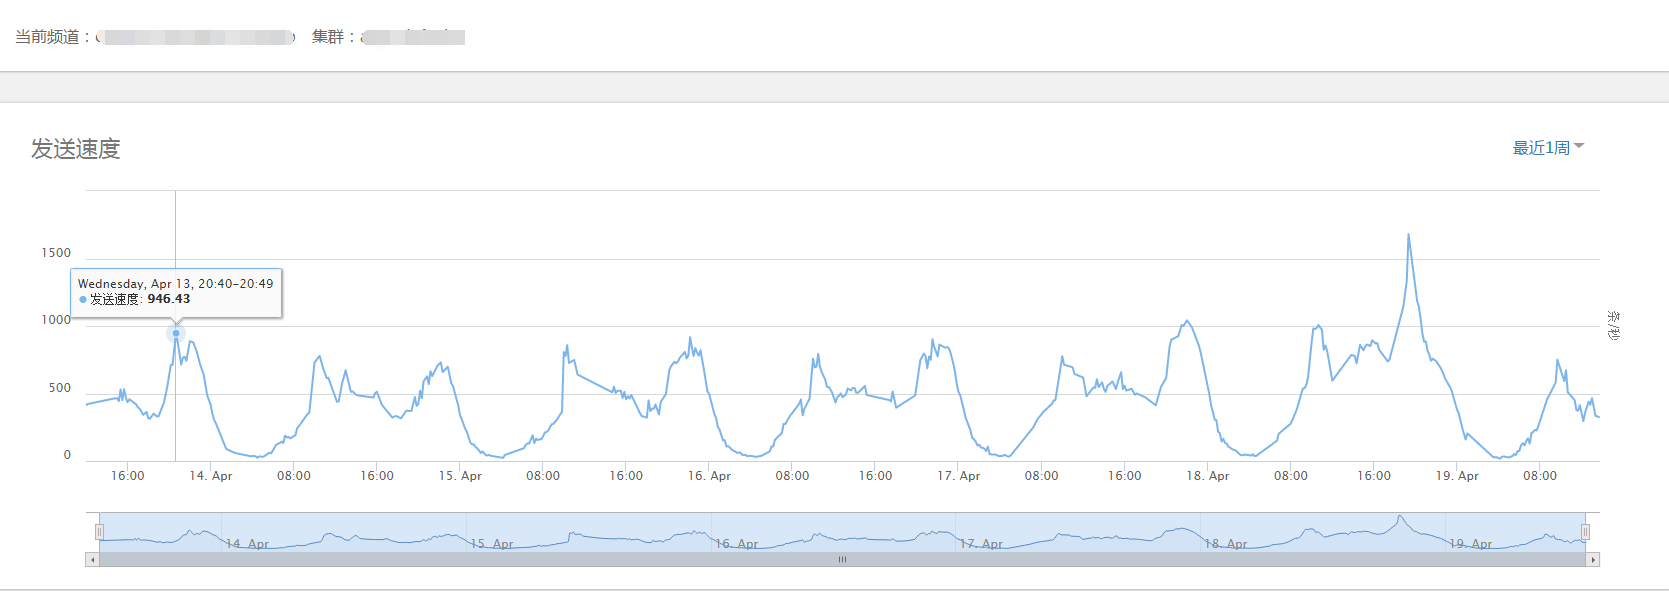 当前频道： 集群：
发送速度
最近1周
1500
Wednesday, Apr 13, 20:40-20:49
发送速度: 946.43
1000
500
0
条/秒
16:00 14. Apr 08:00 16:00 15. Apr 08:00 16:00 16. Apr 08:00 16:00 17. Apr 08:00 16:00 18. Apr 08:00 16:00 19. Apr 08:00
14. Apr 15. Apr 16. Apr 17. Apr 18. Apr 19. Apr